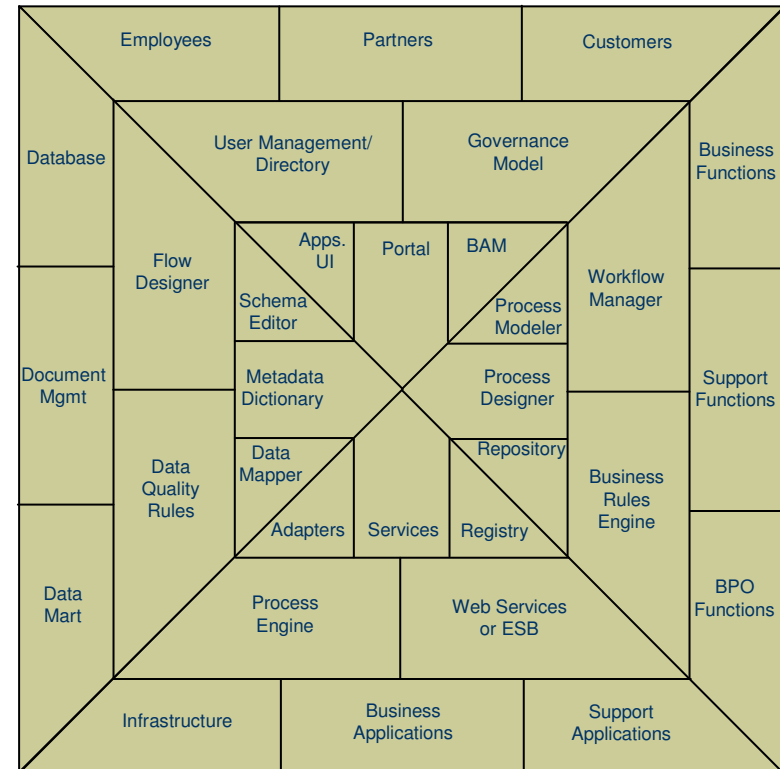 Employees
Partners
Customers
User Management/
Directory
Governance
Model
Database
Business
Functions
Apps.
UI
Portal
BAM
Flow
Designer
Workflow
Manager
Schema
Editor
Process
Modeler
Document
Mgmt
Metadata
Dictionary
Process
Designer
Support
Functions
Data
Quality
Rules
Data
Mapper
Repository
Business
Rules
Engine
Adapters
Services
Registry
Data
Mart
Process
Engine
Web Services
or ESB
BPO
Functions
Infrastructure
Business
Applications
Support
Applications